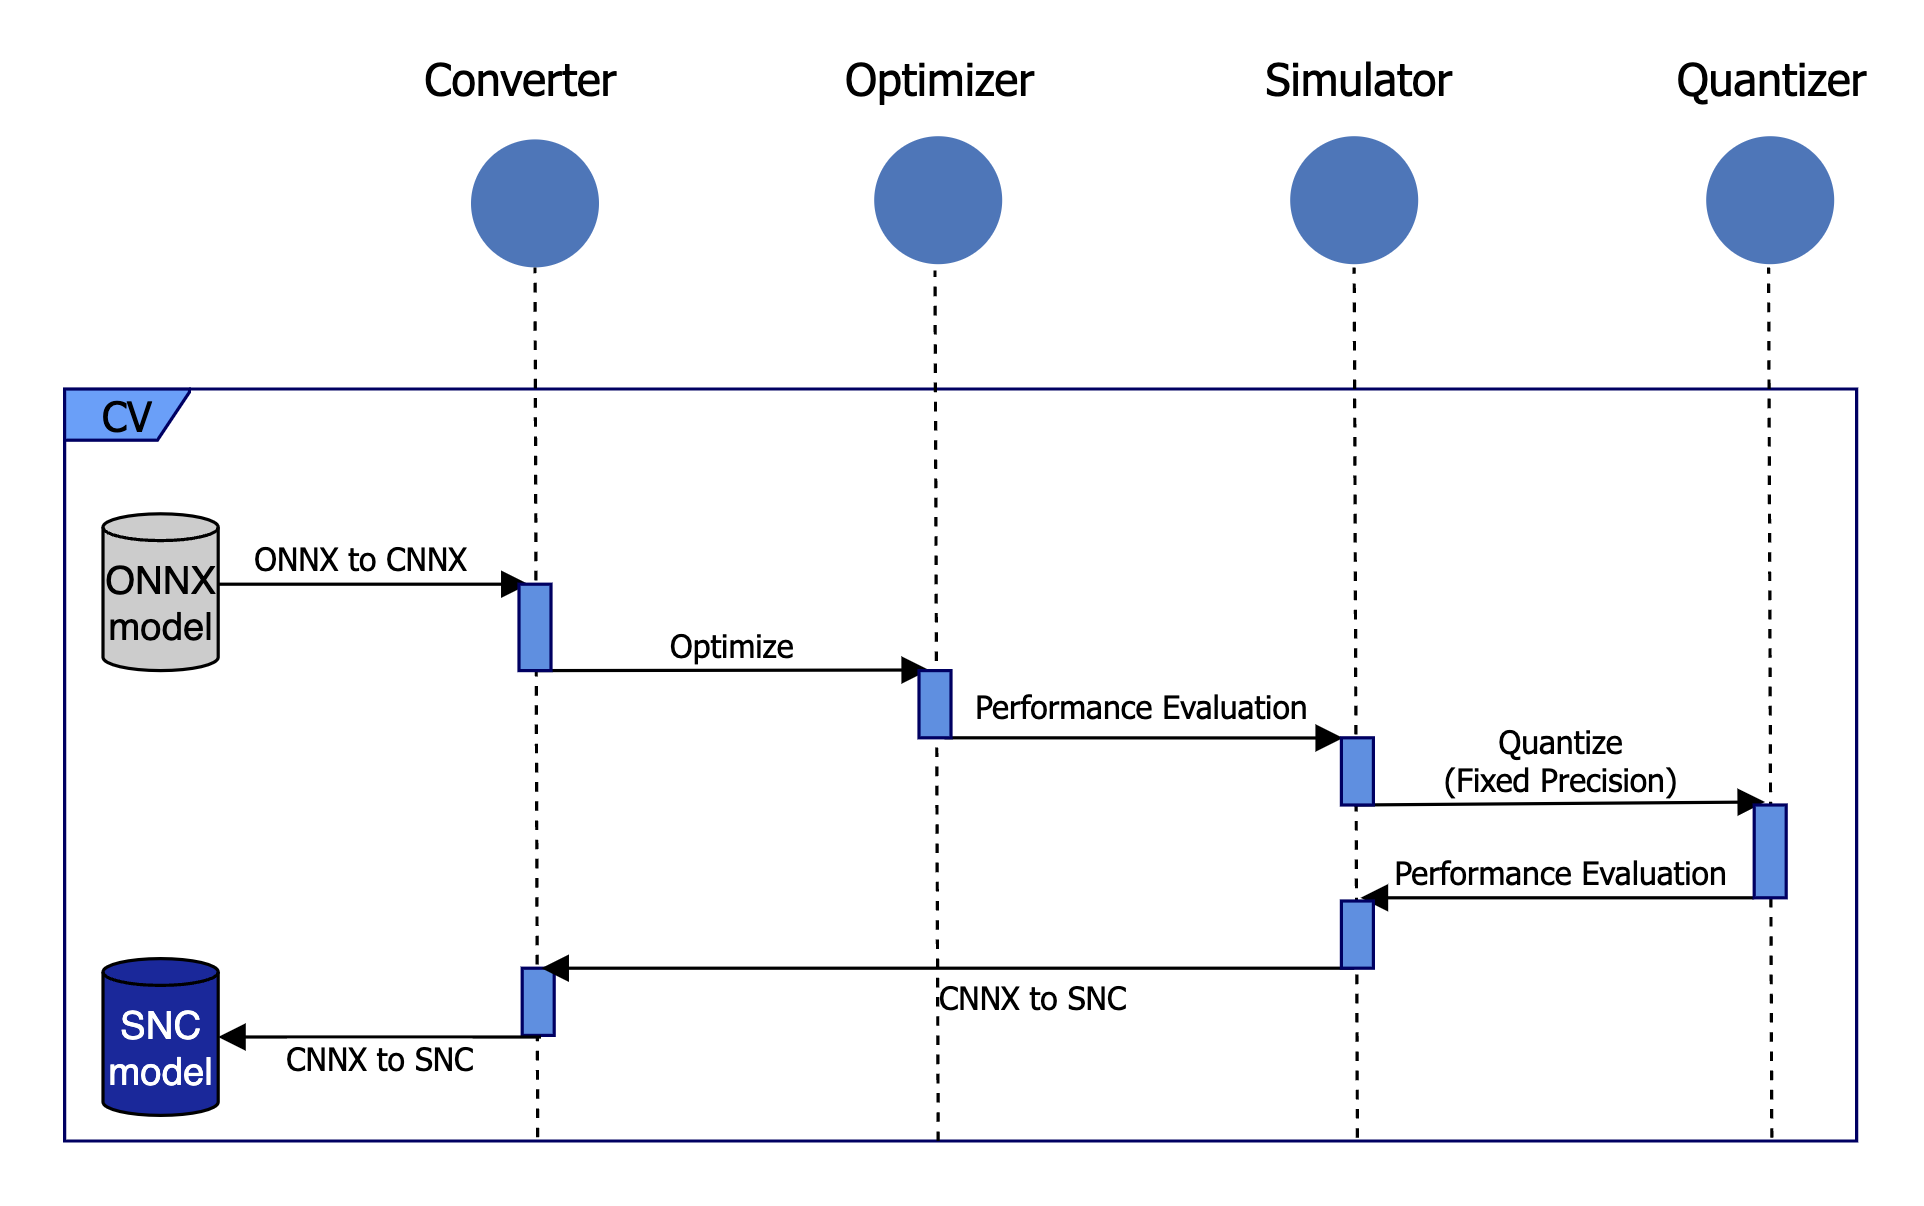 Converter
Optimizer
Simulator
Quantizer
CV
ONNX
model
ONNX to CNNX
Optimize
Performance Evaluation
Quantize
(Fixed Precision)
Performance Evaluation
CNNX to SNC
SNC
model
CNNX to SNC